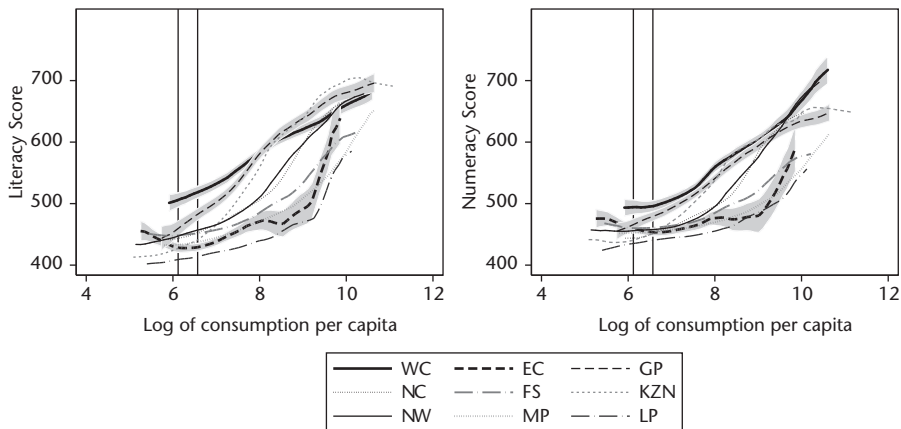 700
600
500
400
Literacy Score
4 6 8 10 12
Log of consumption per capita
700
600
500
400
Numeracy Score
4 6 8 10 12
Log of consumption per capita
WC EC GP
NC FS KZN
NW MP LP